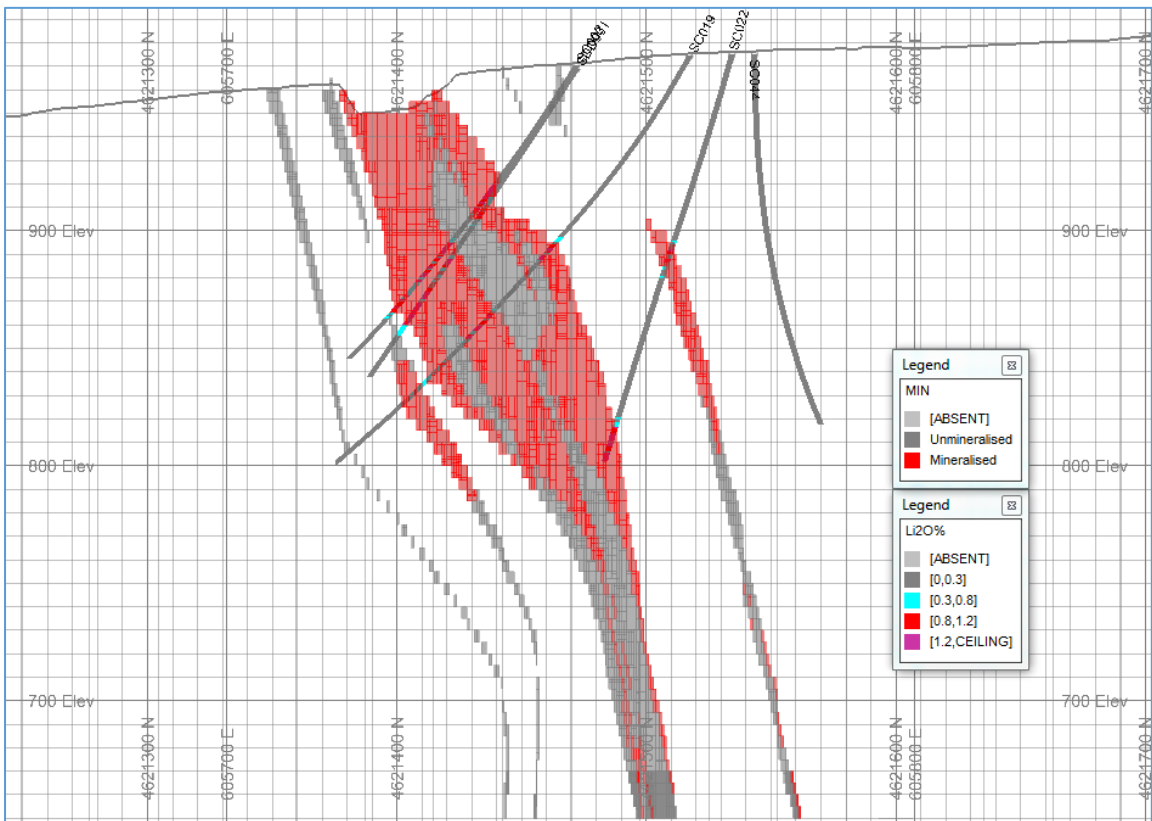 SC019
SC022
SC044
4621300 N
605700 E
4621400 N
4621500 N
4621600 N
605800 E
4621700 N
900 Elev
900 Elev
Legend
MIN
[ABSENT]
Unmineralised
Mineralised
800 Elev
800 Elev
Legend
Li2O%
[ABSENT]
[0,0.3]
[0.3,0.8]
[0.8,1.2]
[1.2,CEILING]
700 Elev
700 Elev
4621300 N
605700 E
4621400 N
4621500 N
4621600 N
605800 E
4621700 N